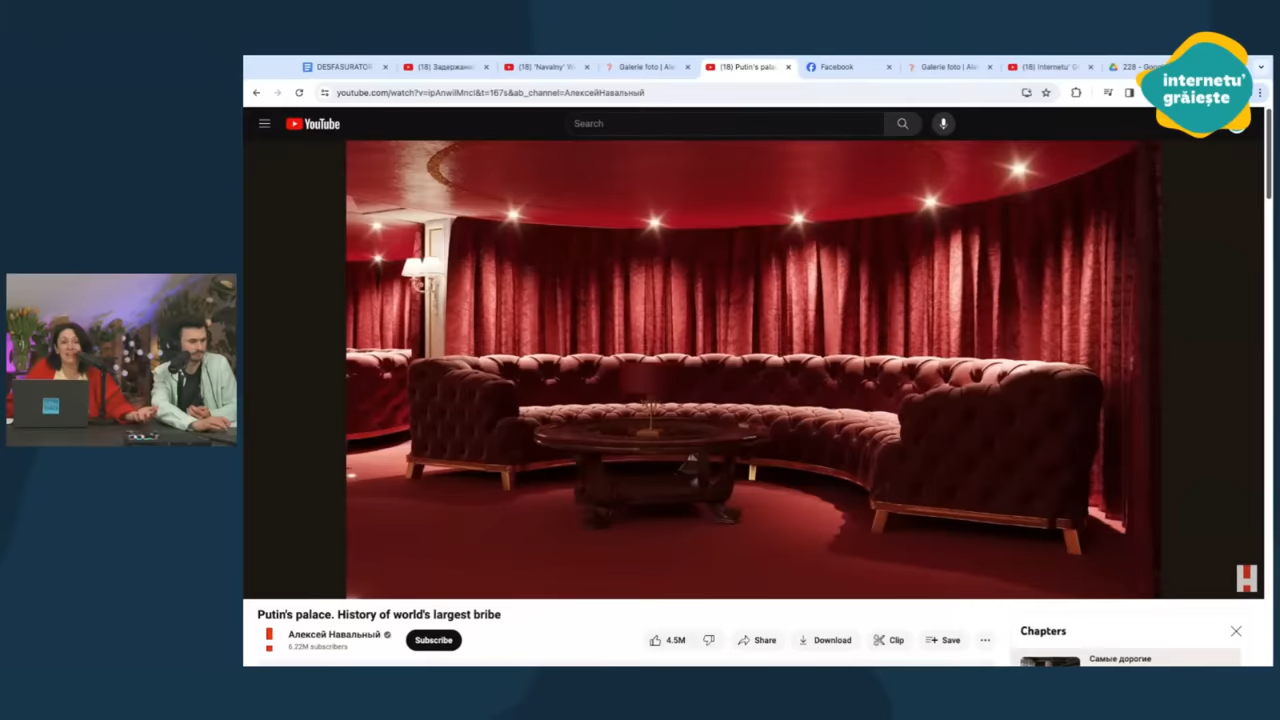 internetu'
grăiește
DESFASURATOR
(18) Задержание
(18) 'Navalny' W
Galerie foto | Ale
(18) Putin's pala
Facebook
Galerie foto | Ale
(18) Internetu' G
228 - Goo
youtube.com/watch?v=ipAnwilMncI&t=167s&ab_channel=АлексейНавальный
YouTube
Search
Putin's palace. History of world's largest bribe
Алексей Навальный
6.22M subscribers
Subscribe
4.5M
Share
Download
Clip
Save
Chapters
Самые дорогие